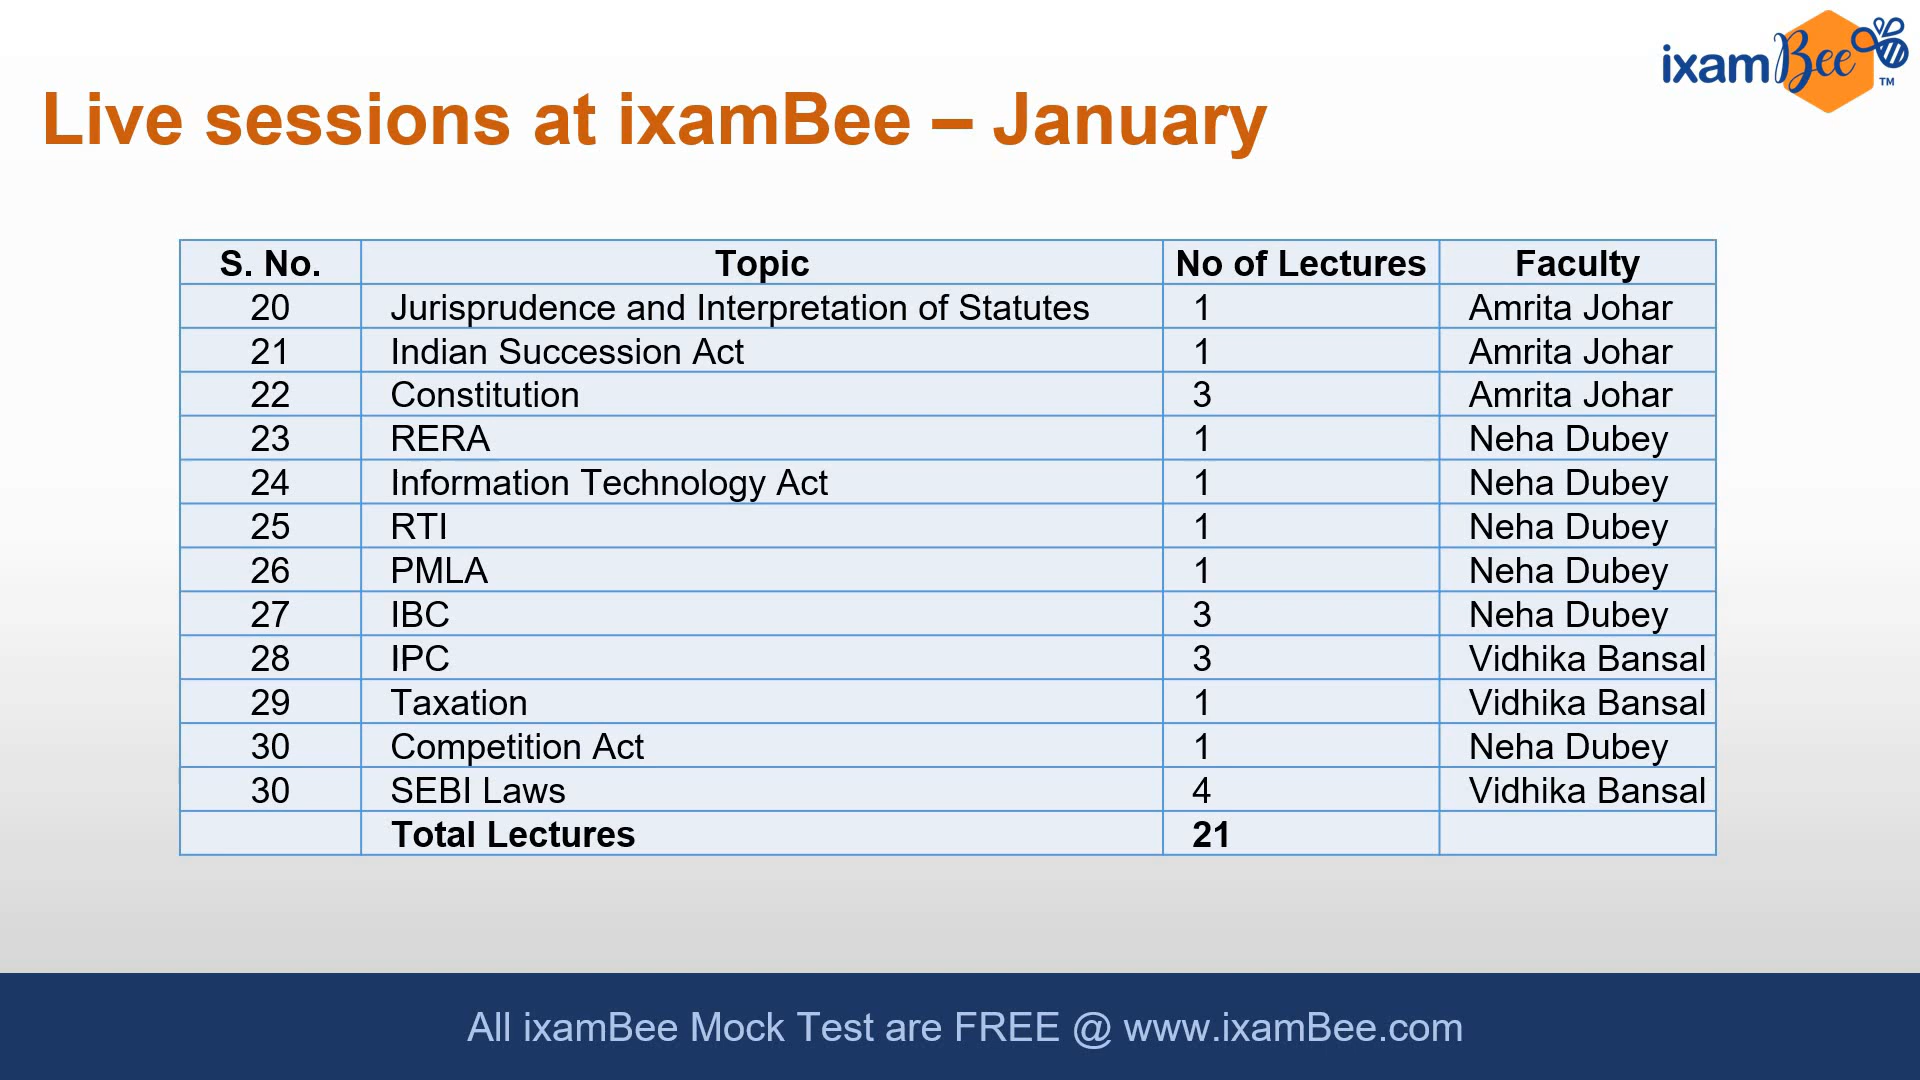 ixamBee TM
Live sessions at ixamBee – January
S. No. Topic No of Lectures Faculty
20 Jurisprudence and Interpretation of Statutes 1 Amrita Johar
21 Indian Succession Act 1 Amrita Johar
22 Constitution 3 Amrita Johar
23 RERA 1 Neha Dubey
24 Information Technology Act 1 Neha Dubey
25 RTI 1 Neha Dubey
26 PMLA 1 Neha Dubey
27 IBC 3 Neha Dubey
28 IPC 3 Vidhika Bansal
29 Taxation 1 Vidhika Bansal
30 Competition Act 1 Neha Dubey
30 SEBI Laws 4 Vidhika Bansal
Total Lectures 21
All ixamBee Mock Test are FREE @ www.ixamBee.com